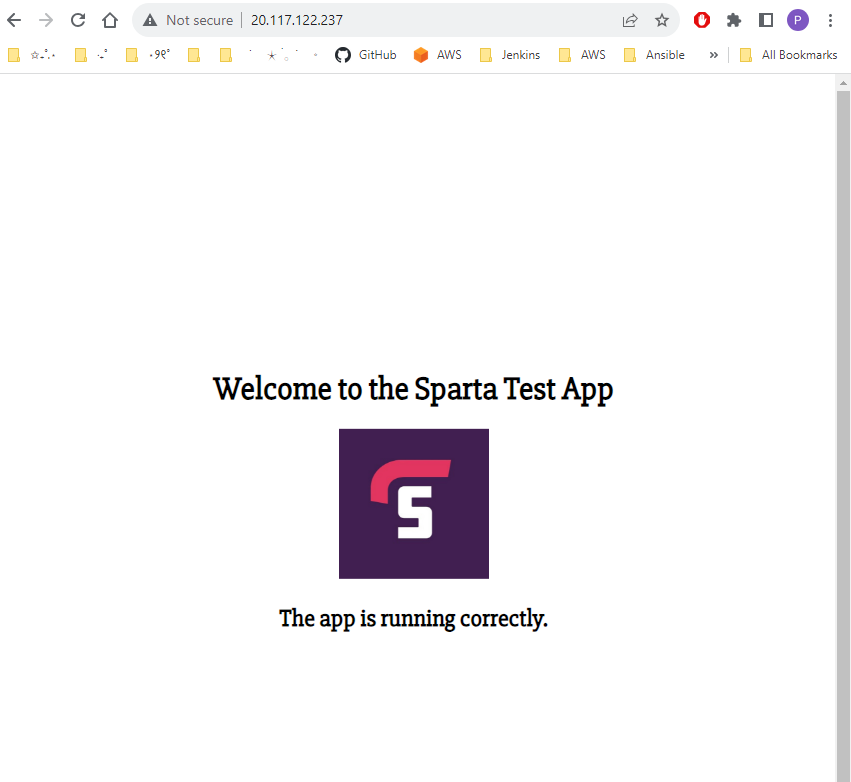 Not secure 20.117.122.237
P
GitHub AWS Jenkins AWS Ansible » All Bookmarks
Welcome to the Sparta Test App
S
The app is running correctly.